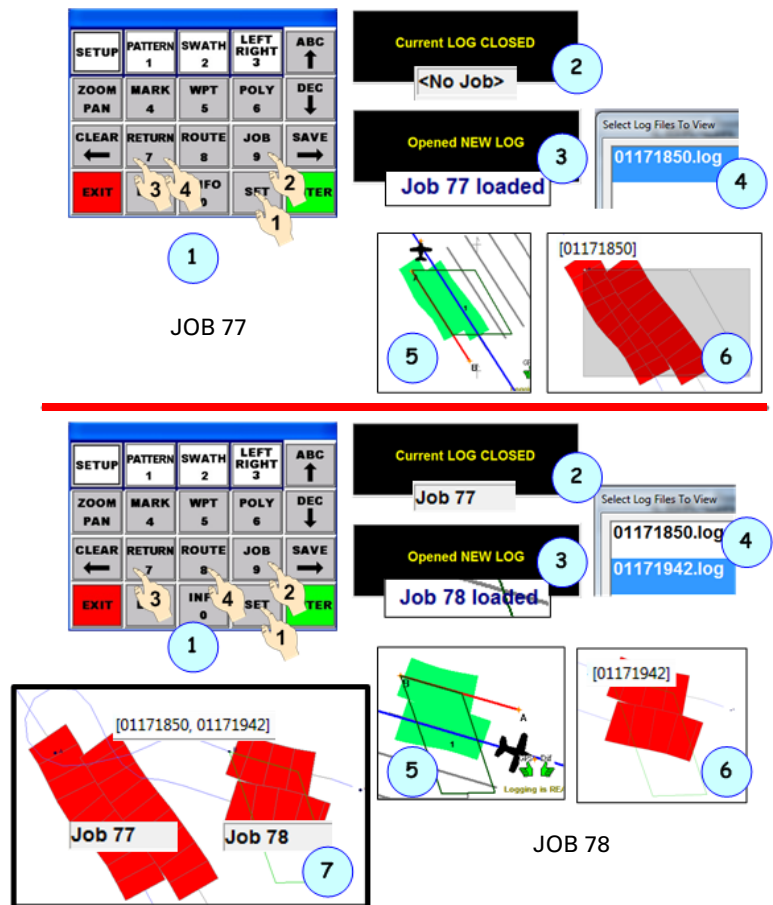 SETUP PATTERN 1 SWATH 2 LEFT RIGHT 3 ABC
ZOOM PAN MARK 4 WPT 5 POLY 6 DEC
CLEAR RETURN 7 ROUTE 8 JOB 9 SAVE
EXIT SET
3 4 2 1
1
JOB 77
Current LOG CLOSED
<No Job>
2
Opened NEW LOG
Job 77 loaded
3
Select Log Files To View
01171850.log
4
A
1
B
5
[01171850]
6
SETUP PATTERN 1 SWATH 2 LEFT RIGHT 3 ABC
ZOOM PAN MARK 4 WPT 5 POLY 6 DEC
CLEAR RETURN 7 ROUTE 8 JOB 9 SAVE
EXIT 0 SET
3 4 2 1
1
Current LOG CLOSED
Job 77
2
Opened NEW LOG
Job 78 loaded
3
Select Log Files To View
01171850.log
01171942.log
4
B
A
1
Logging is REA
5
[01171942]
6
JOB 78
[01171850, 01171942]
Job 77
Job 78
7